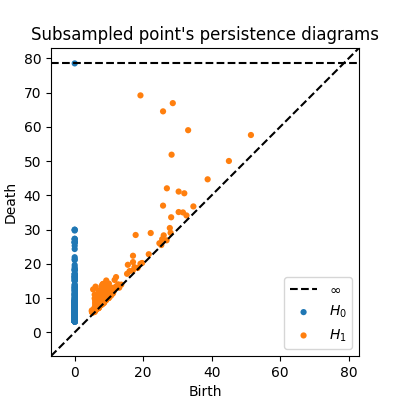 Subsampled point's persistence diagrams
80
70
60
50
40
30
20
10
0
Death
∞
H₀
H₁
0 20 40 60 80
Birth